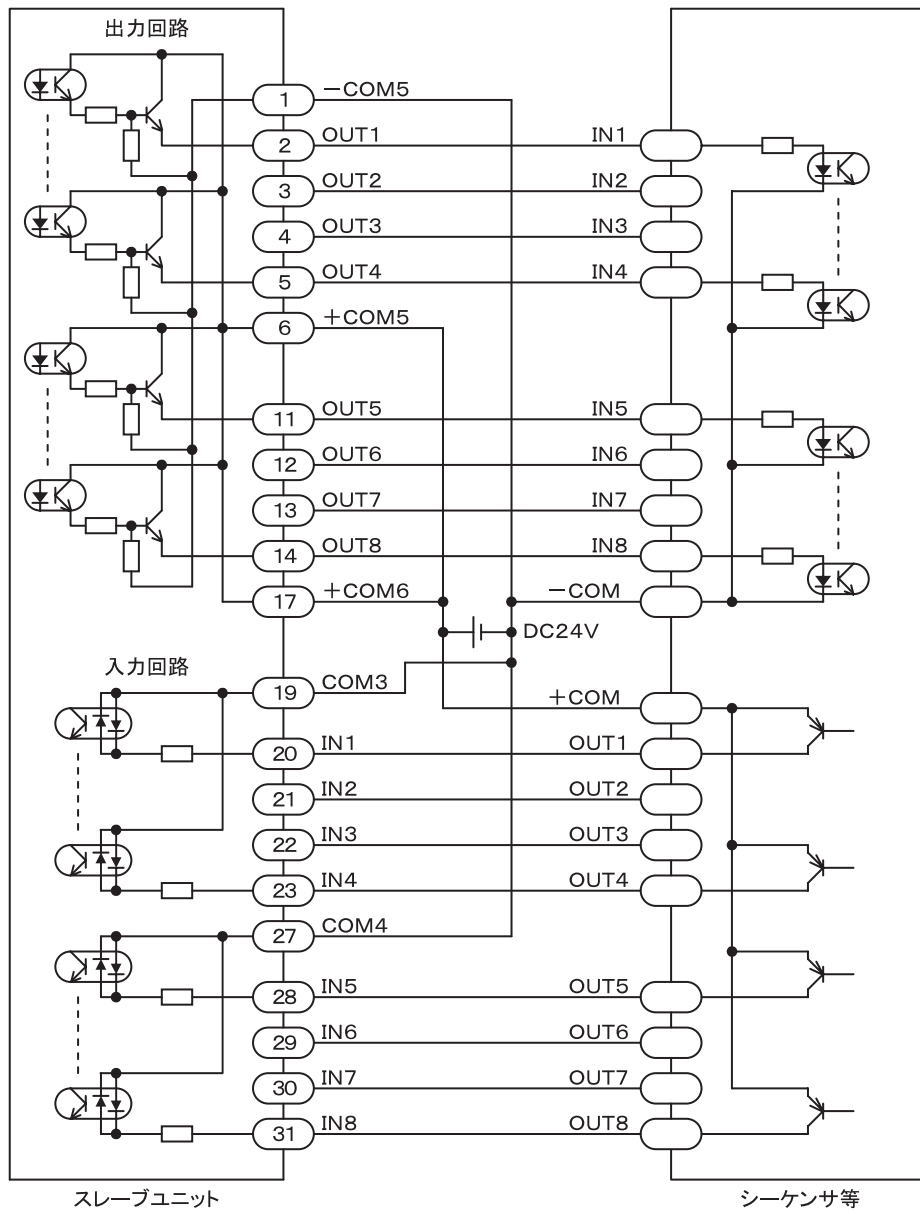 出力回路
1 －COM5
2 OUT1 IN1
3 OUT2 IN2
4 OUT3 IN3
5 OUT4 IN4
6 ＋COM5
11 OUT5 IN5
12 OUT6 IN6
13 OUT7 IN7
14 OUT8 IN8
17 ＋COM6 －COM
DC24V
入力回路
19 COM3 ＋COM
20 IN1 OUT1
21 IN2 OUT2
22 IN3 OUT3
23 IN4 OUT4
27 COM4
28 IN5 OUT5
29 IN6 OUT6
30 IN7 OUT7
31 IN8 OUT8
スレーブユニット シーケンサ等